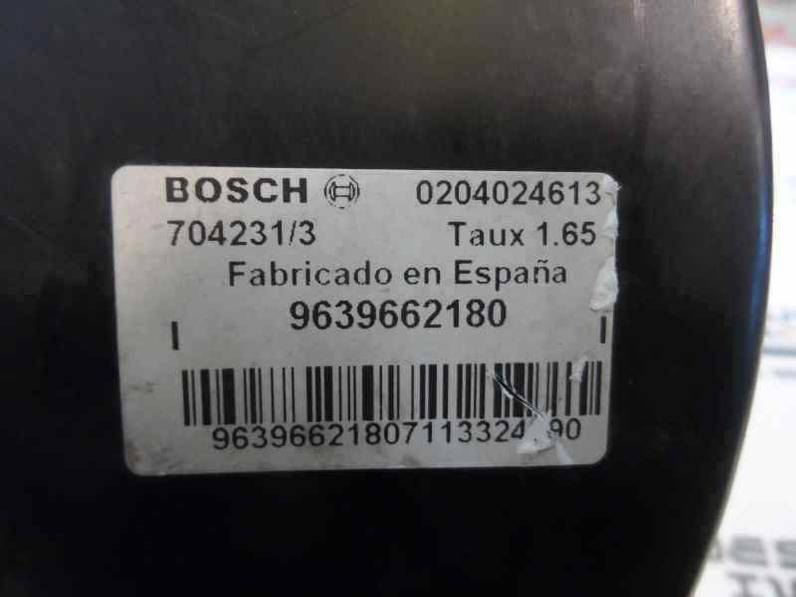 BOSCH 0204024613
704231/3 Taux 1.65
Fabricado en España
9639662180